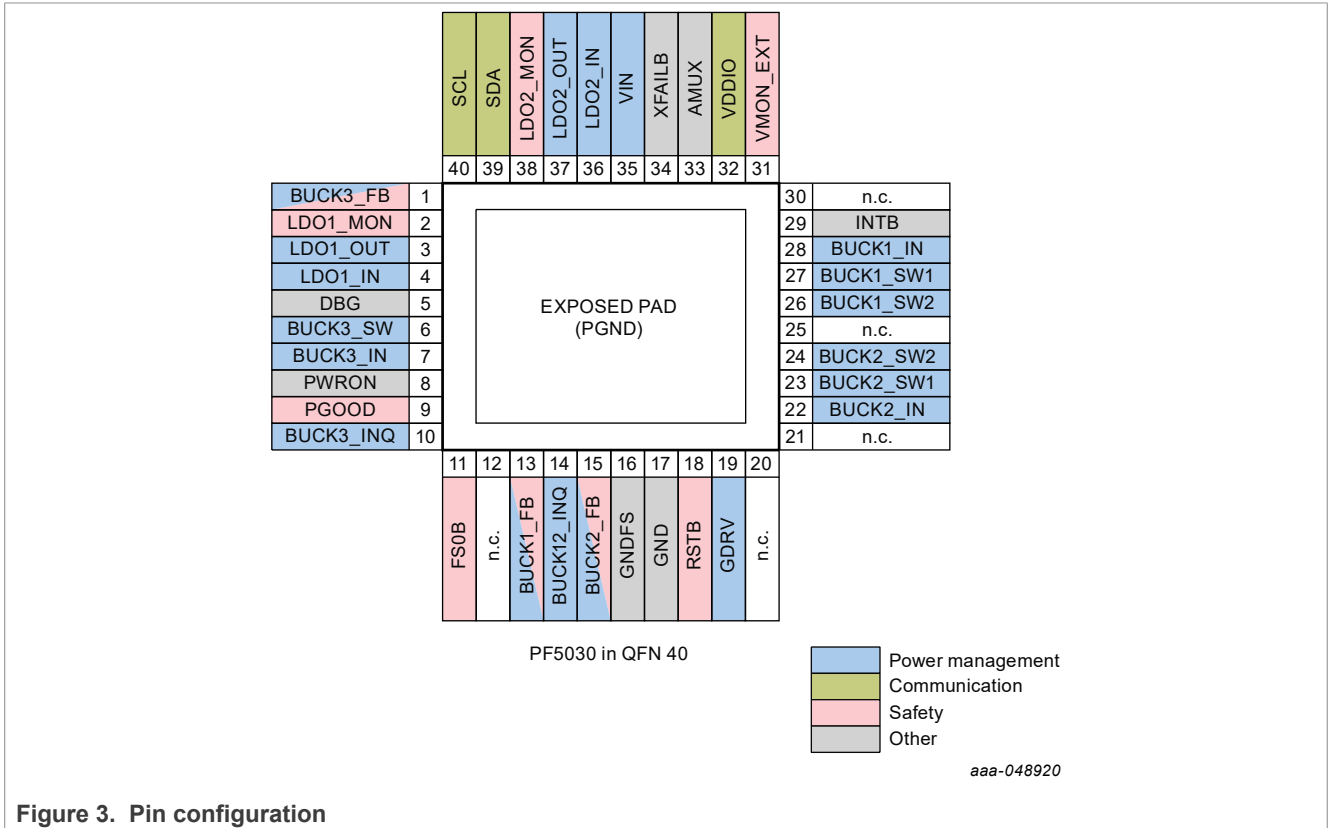 SCL SDA LDO2_MON LDO2_OUT LDO2_IN VIN XFAILB AMUX VDDIO VMON_EXT
40 39 38 37 36 35 34 33 32 31
BUCK3_FB 1
LDO1_MON 2
LDO1_OUT 3
LDO1_IN 4
DBG 5
BUCK3_SW 6
BUCK3_IN 7
PWRON 8
PGOOD 9
BUCK3_INQ 10
EXPOSED PAD
(PGND)
30 n.c.
29 INTB
28 BUCK1_IN
27 BUCK1_SW1
26 BUCK1_SW2
25 n.c.
24 BUCK2_SW2
23 BUCK2_SW1
22 BUCK2_IN
21 n.c.
11 12 13 14 15 16 17 18 19 20
FS0B n.c. BUCK1_FB BUCK12_INQ BUCK2_FB GNDFS GND RSTB GDRV n.c.
PF5030 in QFN 40
Power management
Communication
Safety
Other
aaa-048920
Figure 3. Pin configuration